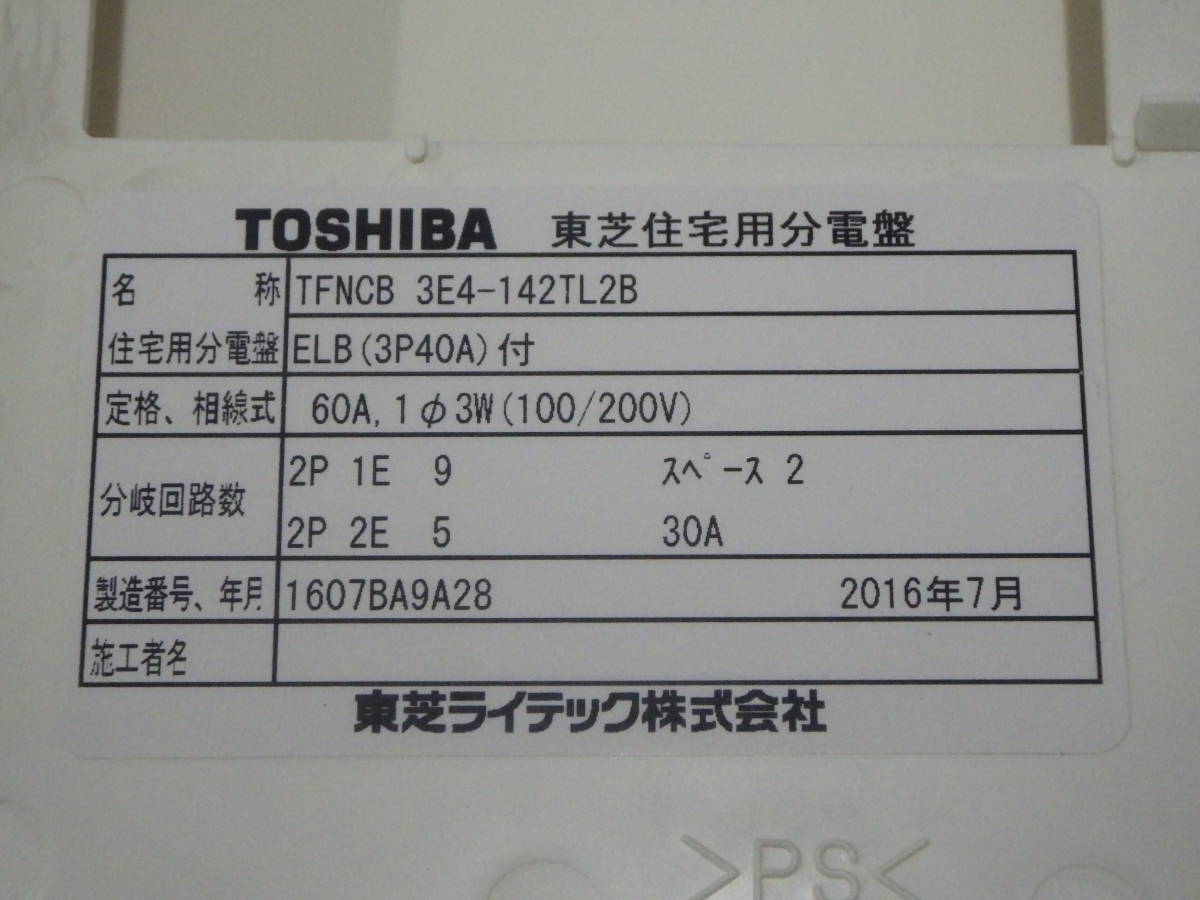 TOSHIBA 東芝住宅用分電盤
名称 TFNCB 3E4-142TL2B
住宅用分電盤 ELB(3P40A)付
定格、相線式 60A,1φ3W(100/200V)
分岐回路数 2P 1E 9 ｽﾍﾟｰｽ 2
2P 2E 5 30A
製造番号、年月 1607BA9A28 2016年7月
施工者名
東芝ライテック株式会社
>PS<